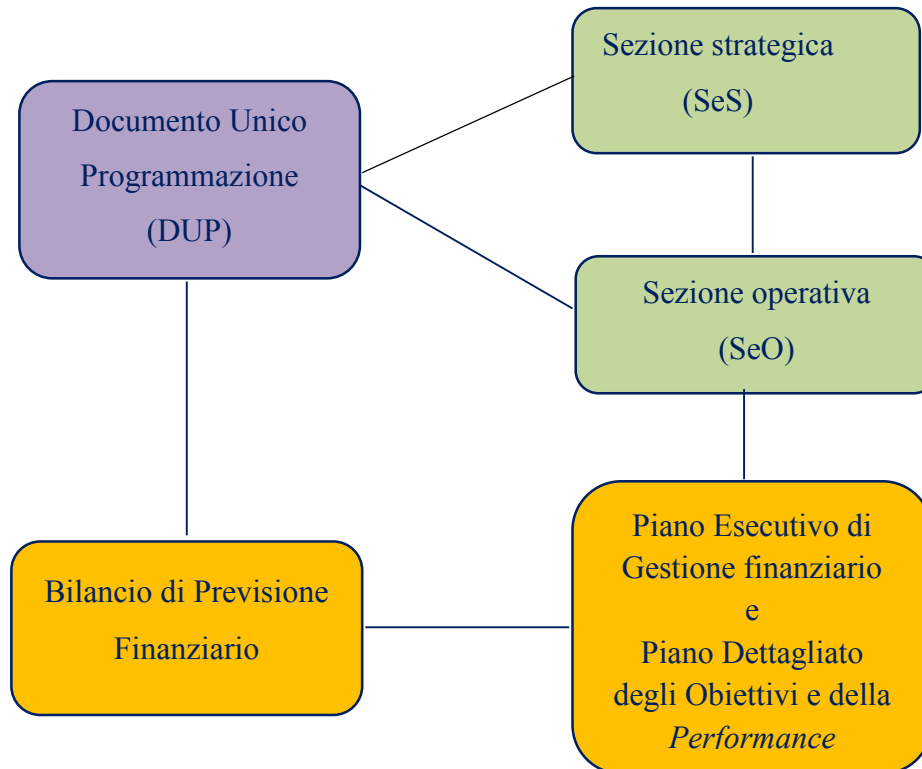 Documento Unico
Programmazione
(DUP)
Sezione strategica
(SeS)
Sezione operativa
(SeO)
Bilancio di Previsione
Finanziario
Piano Esecutivo di
Gestione finanziario
e
Piano Dettagliato
degli Obiettivi e della
Performance